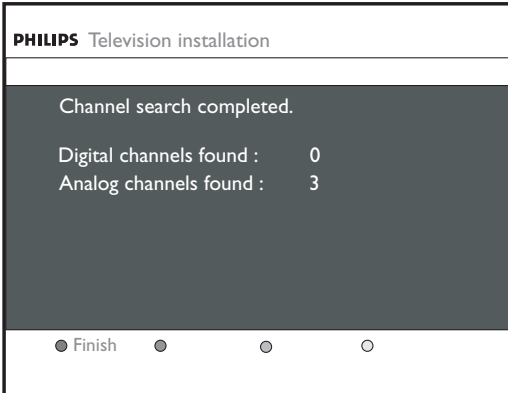 PHILIPS Television installation
Channel search completed.
Digital channels found : 0
Analog channels found : 3
Finish